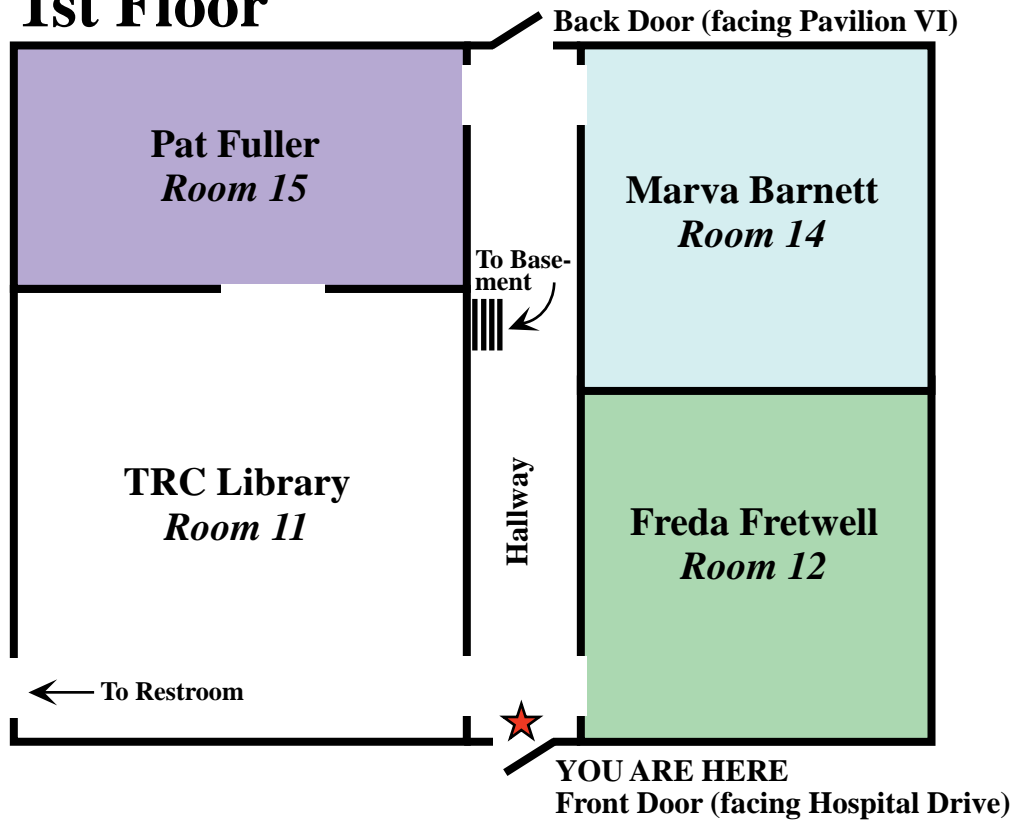 1st Floor
Back Door (facing Pavilion VI)
Pat Fuller
Room 15
Marva Barnett
Room 14
To Base-
ment
TRC Library
Room 11
Hallway
Freda Fretwell
Room 12
To Restroom
YOU ARE HERE
Front Door (facing Hospital Drive)